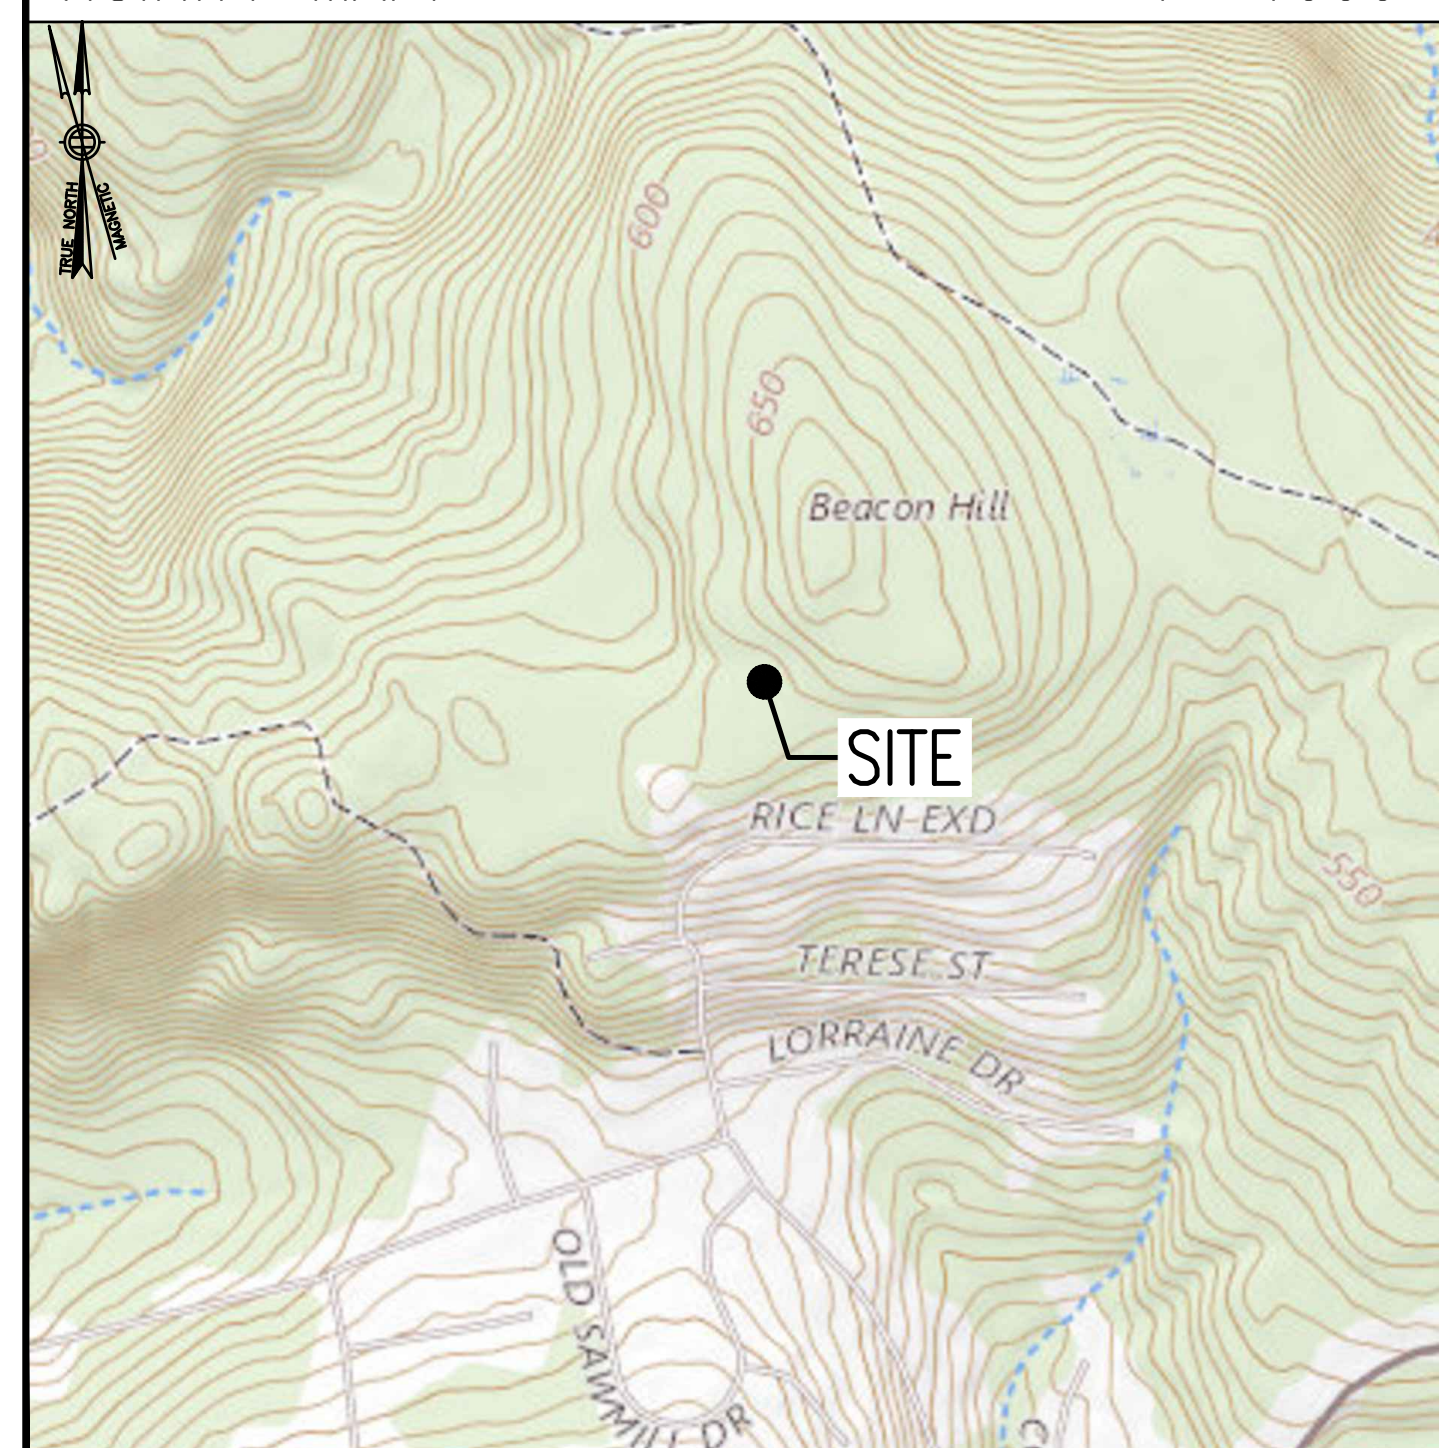 TRUE NORTH
MAGNETIC
600
650
Beacon Hill
SITE
RICE LN EXD
550
TERESE ST
LORRAINE DR
OLD SAWMILL DR